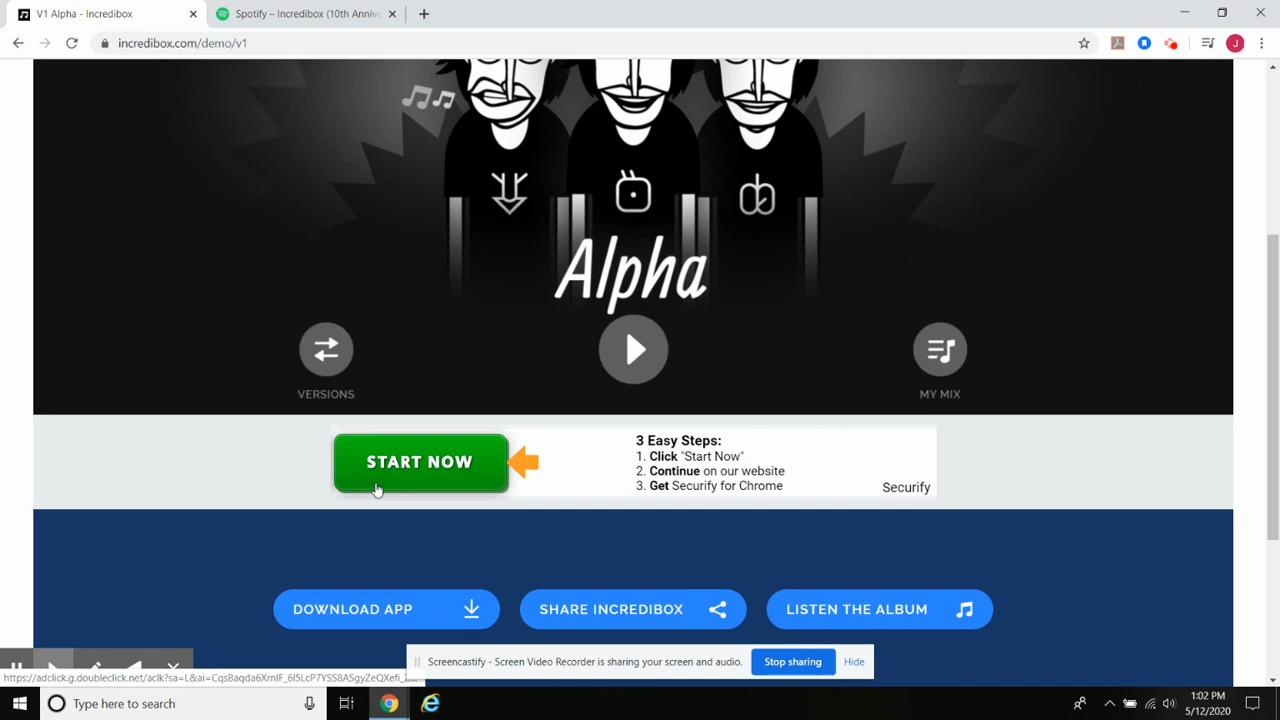 V1 Alpha - Incredibox
Spotify – Incredibox (10th Annive
incredibox.com/demo/v1
J
Alpha
VERSIONS
MY MIX
START NOW
3 Easy Steps:
1. Click "Start Now"
2. Continue on our website
3. Get Securify for Chrome
Securify
DOWNLOAD APP
SHARE INCREDIBOX
LISTEN THE ALBUM
Screencastify - Screen Video Recorder is sharing your screen and audio.
Stop sharing
Hide
Type here to search
1:02 PM
5/12/2020